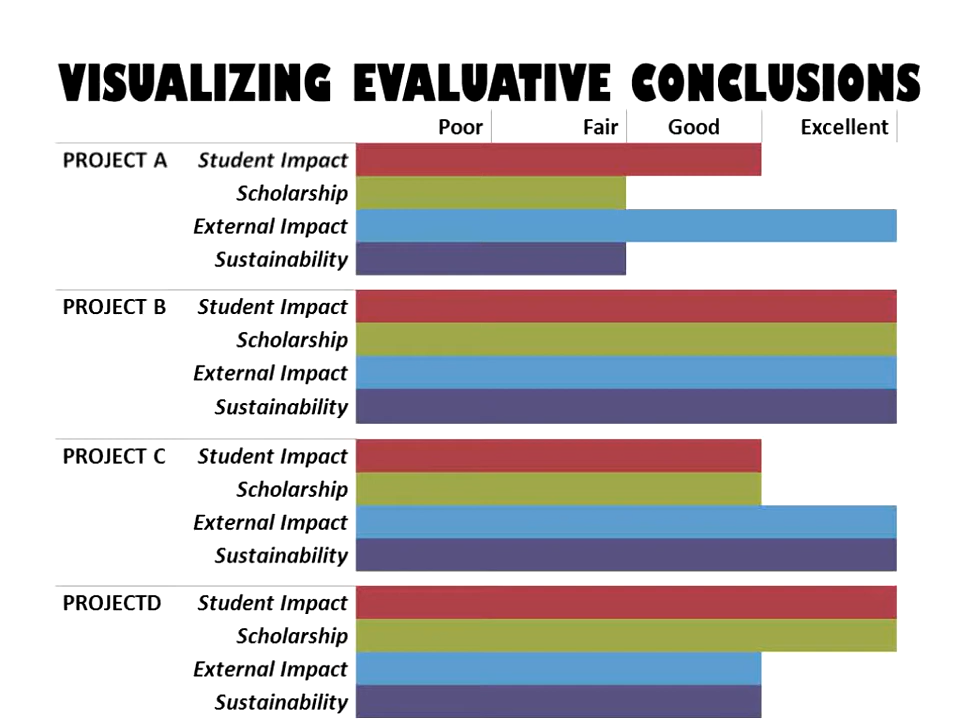 VISUALIZING EVALUATIVE CONCLUSIONS
Poor Fair Good Excellent
PROJECT A Student Impact
Scholarship
External Impact
Sustainability
PROJECT B Student Impact
Scholarship
External Impact
Sustainability
PROJECT C Student Impact
Scholarship
External Impact
Sustainability
PROJECTD Student Impact
Scholarship
External Impact
Sustainability